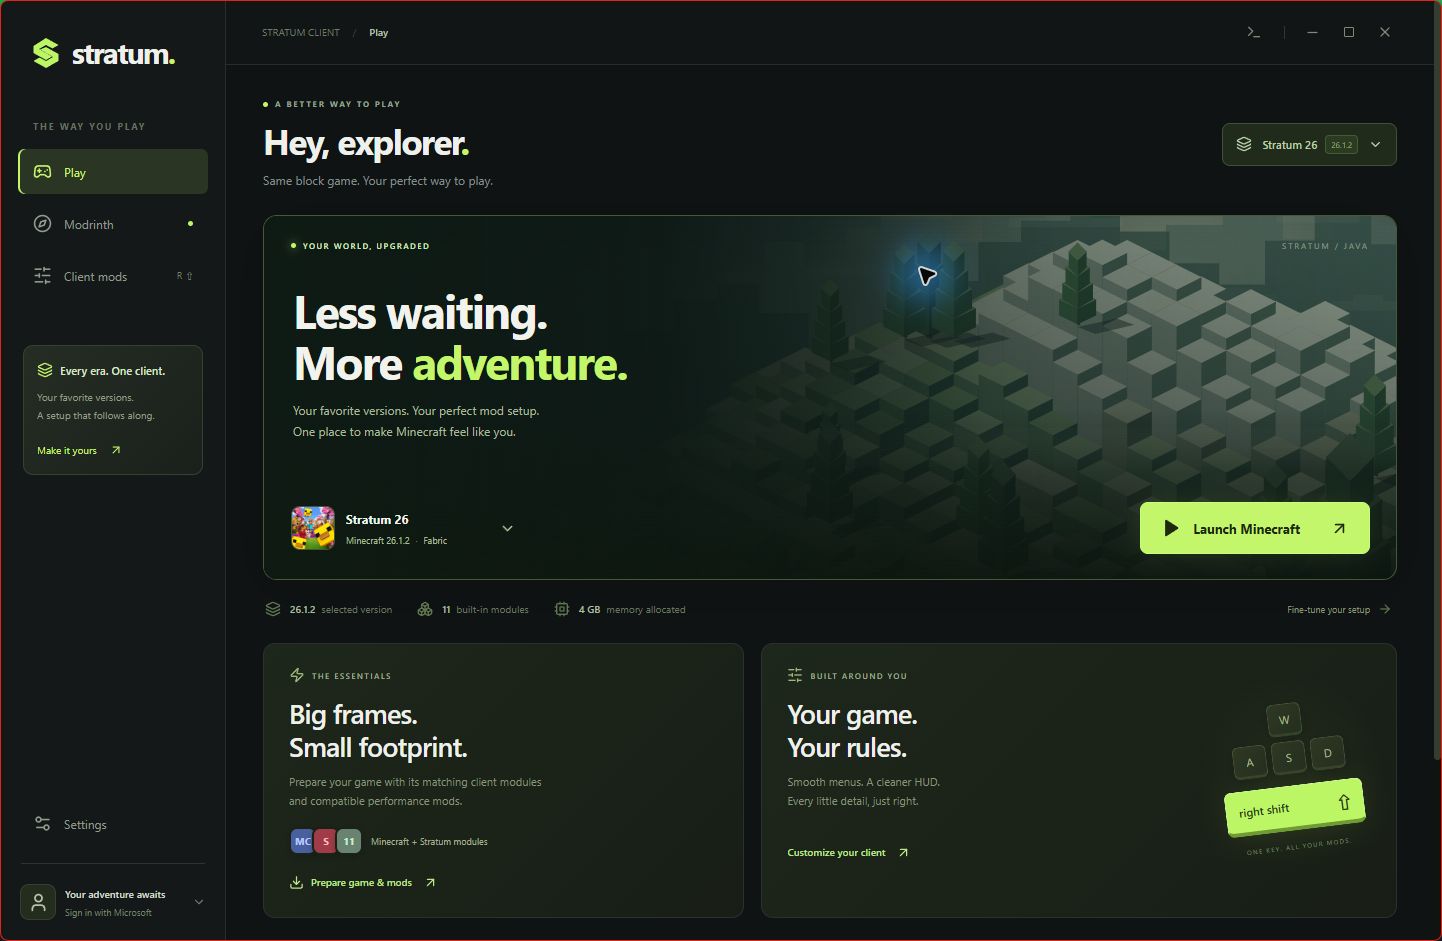 stratum.
STRATUM CLIENT / Play
THE WAY YOU PLAY
Play
Modrinth
Client mods R ⇧
Every era. One client.
Your favorite versions.
A setup that follows along.
Make it yours
Settings
Your adventure awaits
Sign in with Microsoft
A BETTER WAY TO PLAY
Hey, explorer.
Same block game. Your perfect way to play.
Stratum 26 26.1.2
YOUR WORLD, UPGRADED
STRATUM / JAVA
Less waiting.
More adventure.
Your favorite versions. Your perfect mod setup.
One place to make Minecraft feel like you.
Stratum 26
Minecraft 26.1.2 · Fabric
Launch Minecraft
26.1.2 selected version
11 built-in modules
4 GB memory allocated
Fine-tune your setup
THE ESSENTIALS
Big frames.
Small footprint.
Prepare your game with its matching client modules
and compatible performance mods.
MC S 11 Minecraft + Stratum modules
Prepare game & mods
BUILT AROUND YOU
Your game.
Your rules.
Smooth menus. A cleaner HUD.
Every little detail, just right.
Customize your client
W
A S D
right shift ⇧
ONE KEY. ALL YOUR MODS.